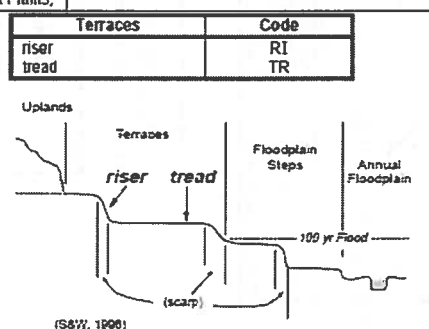 Terraces Code
riser RI
tread TR
Uplands
Terraces
Floodplain
Steps
Annual
Floodplain
riser tread
100 yr Flood
(scarp)
(S&W, 1996)